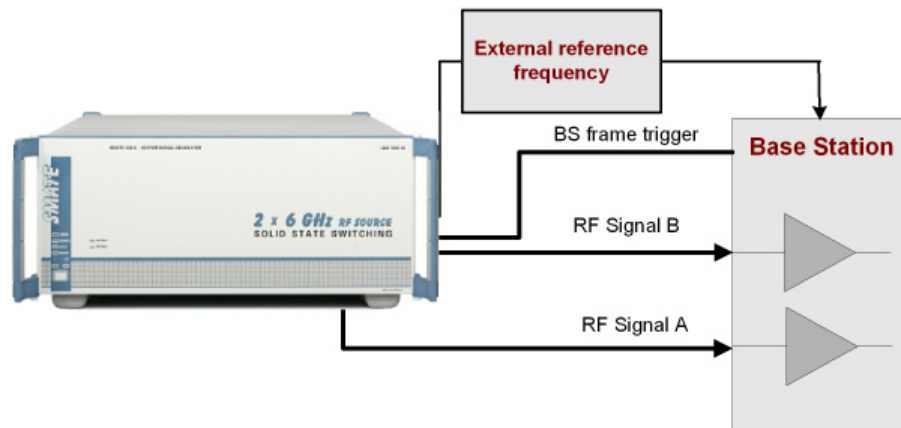 External reference
frequency
BS frame trigger
Base Station
SMATE
2 x 6 GHz RF SOURCE
SOLID STATE SWITCHING
RF Signal B
RF Signal A